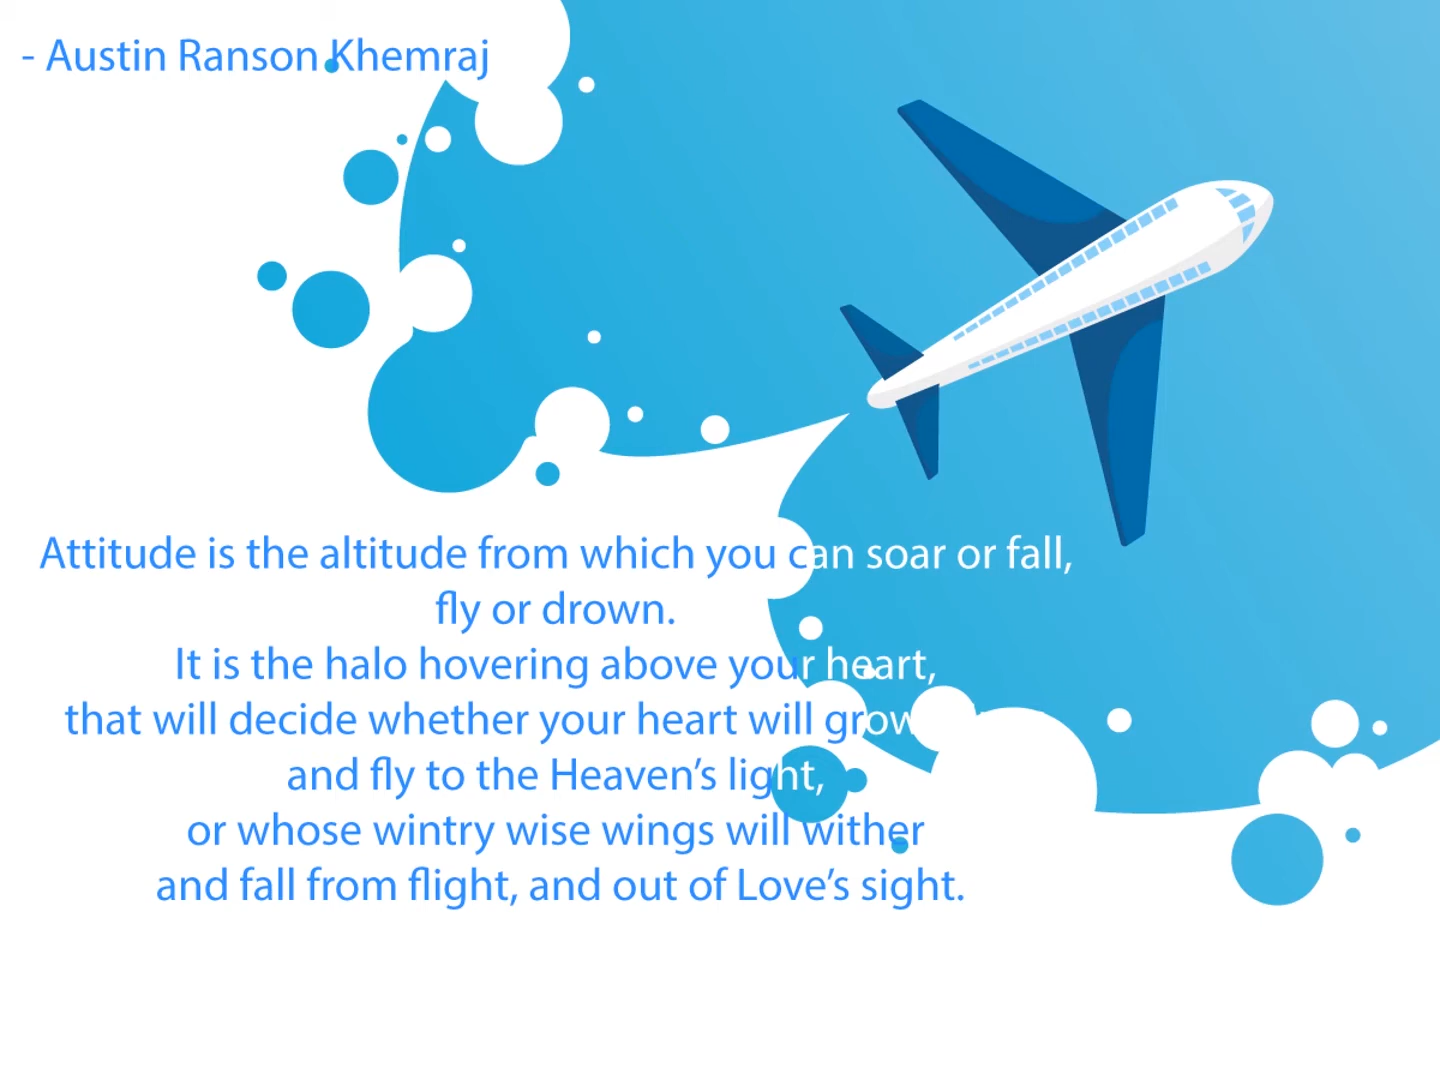 - Austin Ranson Khemraj
Attitude is the altitude from which you can soar or fall,
fly or drown.
It is the halo hovering above your heart,
that will decide whether your heart will grow
and fly to the Heaven’s light,
or whose wintry wise wings will wither
and fall from flight, and out of Love’s sight.